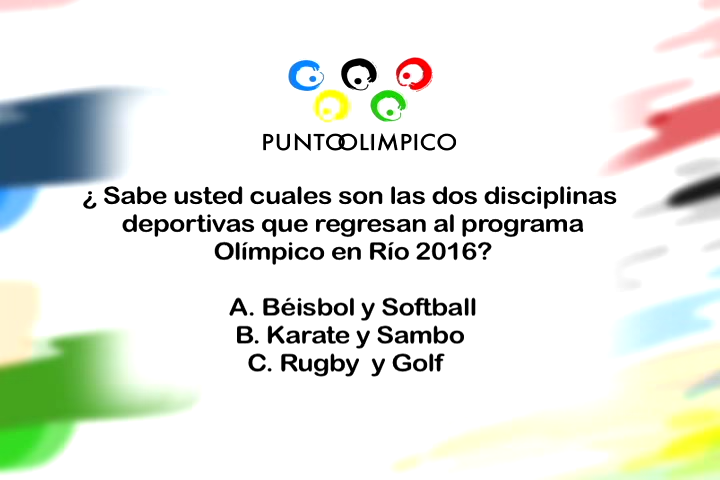 PUNTOOLIMPICO
¿ Sabe usted cuales son las dos disciplinas
deportivas que regresan al programa
Olímpico en Río 2016?
A. Béisbol y Softball
B. Karate y Sambo
C. Rugby  y Golf